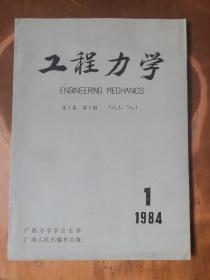 工程力学
ENGINEERING MECHANICS
第1卷 第1期 Vol.1, No.1
1
1984
广西力学学会主办
广西人民出版社出版